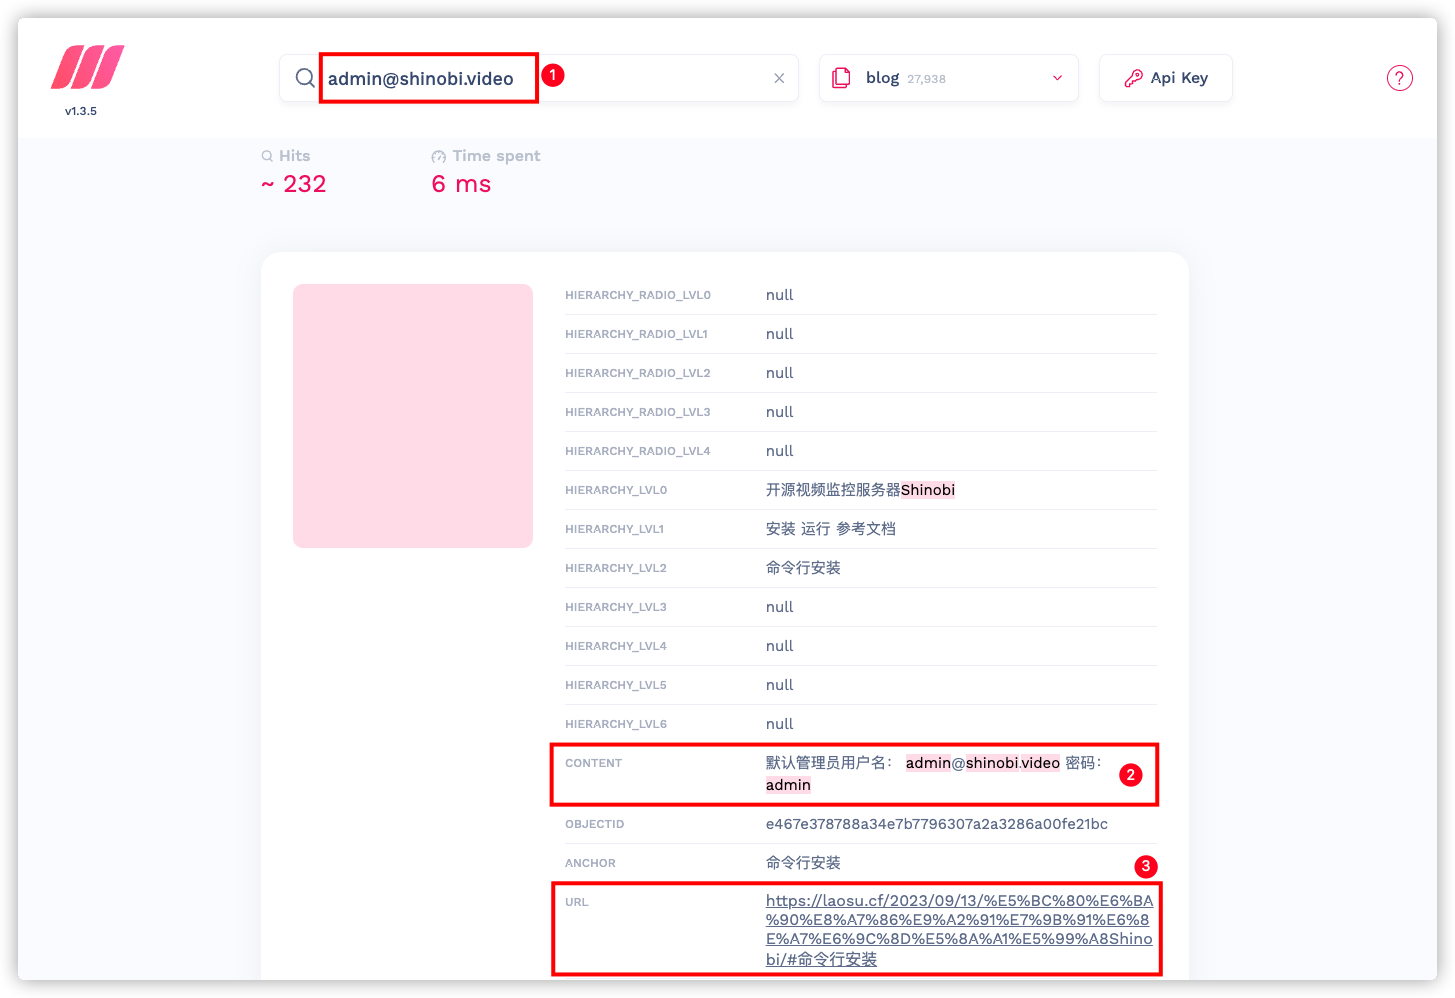 admin@shinobi.video
1
blog 27,938
Api Key
?
v1.3.5
Hits
Time spent
~ 232
6 ms
HIERARCHY_RADIO_LVL0 null
HIERARCHY_RADIO_LVL1 null
HIERARCHY_RADIO_LVL2 null
HIERARCHY_RADIO_LVL3 null
HIERARCHY_RADIO_LVL4 null
HIERARCHY_LVL0 开源视频监控服务器Shinobi
HIERARCHY_LVL1 安装 运行 参考文档
HIERARCHY_LVL2 命令行安装
HIERARCHY_LVL3 null
HIERARCHY_LVL4 null
HIERARCHY_LVL5 null
HIERARCHY_LVL6 null
CONTENT 默认管理员用户名： admin@shinobi.video 密码：
admin
2
OBJECTID e467e378788a34e7b7796307a2a3286a00fe21bc
ANCHOR 命令行安装
3
URL https://laosu.cf/2023/09/13/%E5%BC%80%E6%BA
%90%E8%A7%86%E9%A2%91%E7%9B%91%E6%8
E%A7%E6%9C%8D%E5%8A%A1%E5%99%A8Shino
bi/#命令行安装